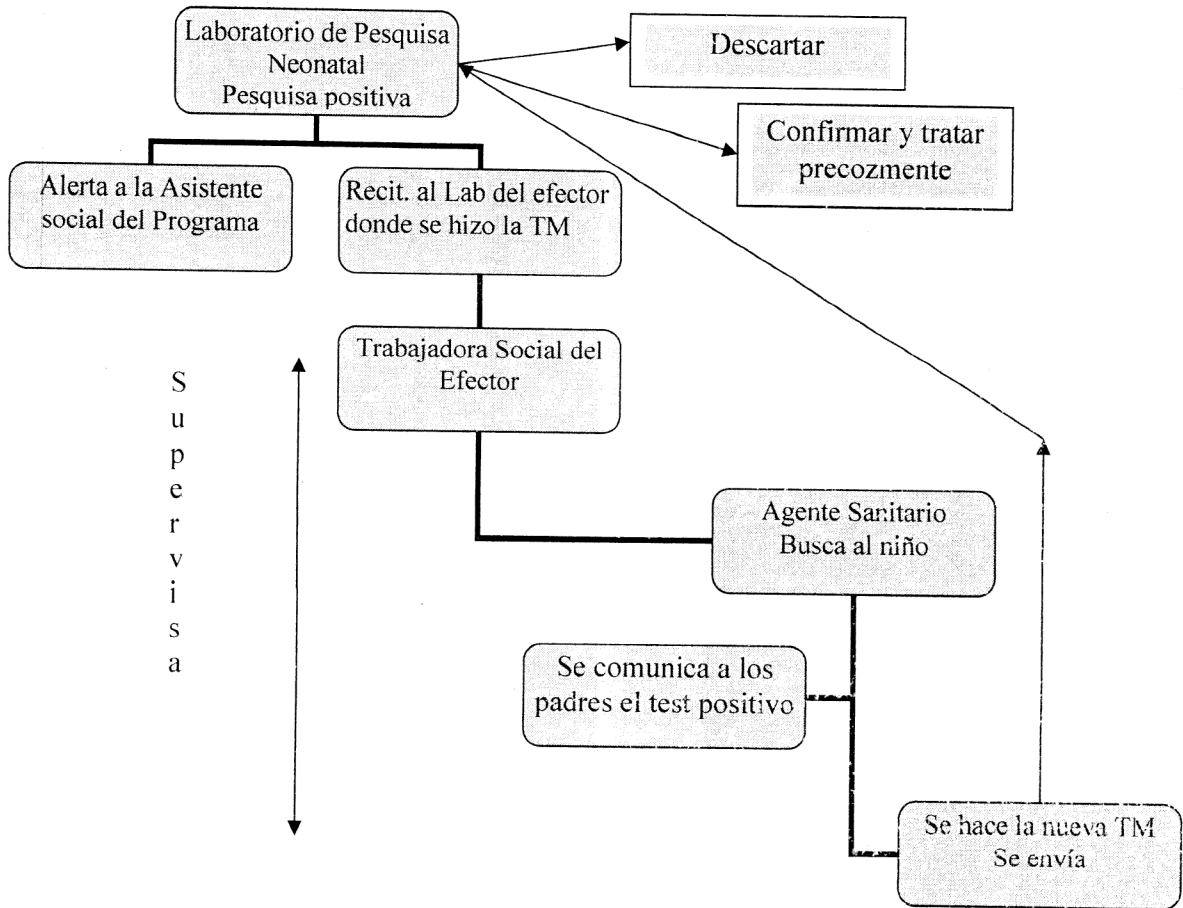 Laboratorio de Pesquisa
Neonatal
Pesquisa positiva
Descartar
Confirmar y tratar
precozmente
Alerta a la Asistente
social del Programa
Recit. al Lab del efector
donde se hizo la TM
Trabajadora Social del
Efector
S
u
p
e
r
v
i
s
a
Agente Sanitario
Busca al niño
Se comunica a los
padres el test positivo
Se hace la nueva TM
Se envía